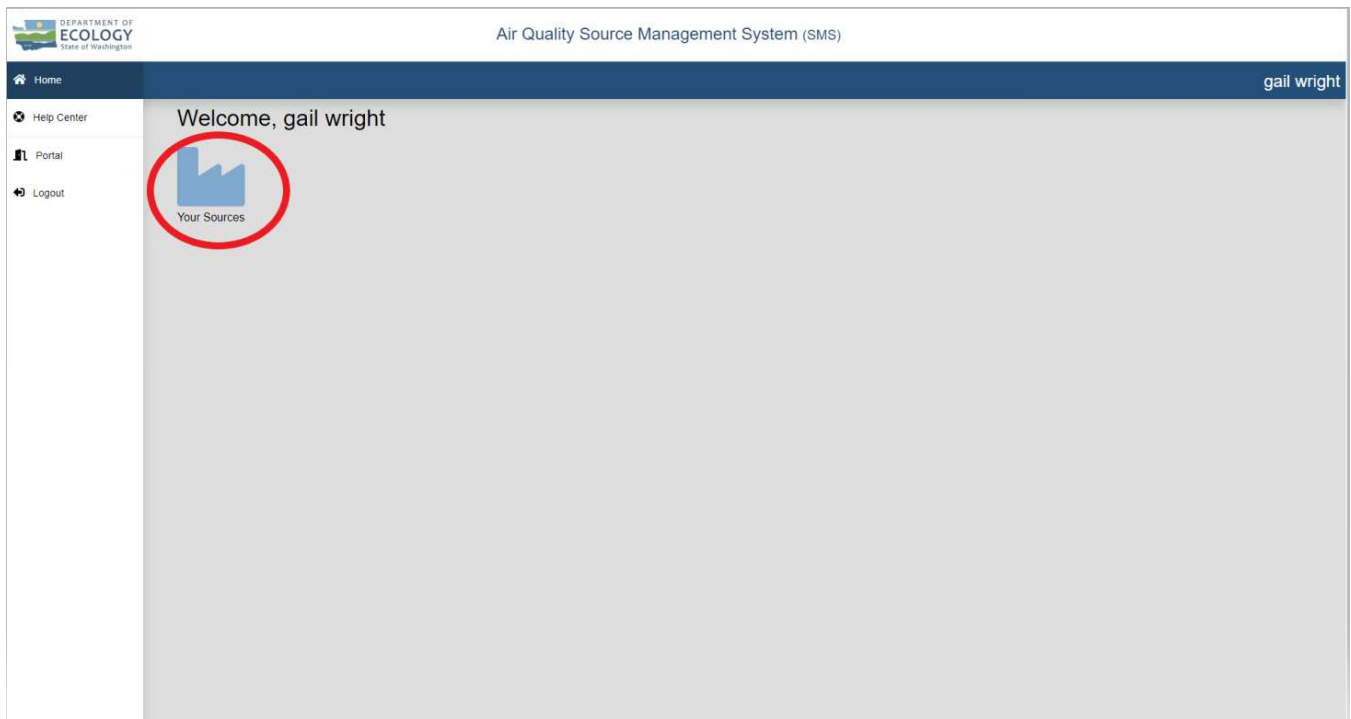 DEPARTMENT OF
ECOLOGY
State of Washington
Air Quality Source Management System (SMS)
Home
gail wright
Help Center
Portal
Logout
Welcome, gail wright
Your Sources